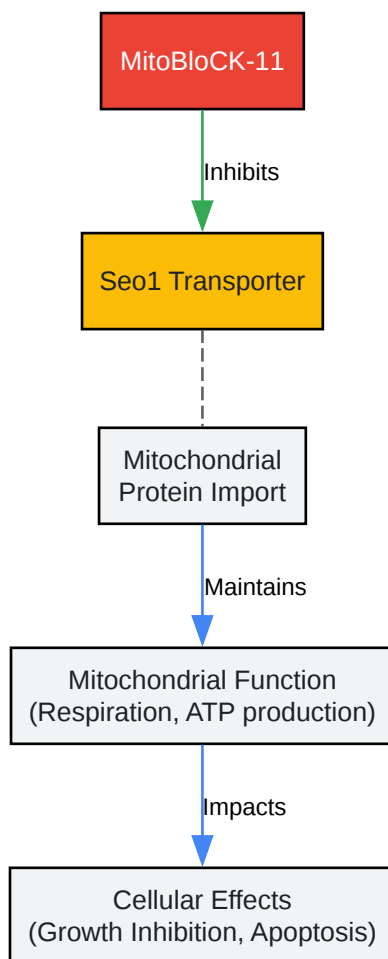 MitoBloCK-11
Inhibits
Seo1 Transporter
Mitochondrial
Protein Import
Maintains
Mitochondrial Function
(Respiration, ATP production)
Impacts
Cellular Effects
(Growth Inhibition, Apoptosis)